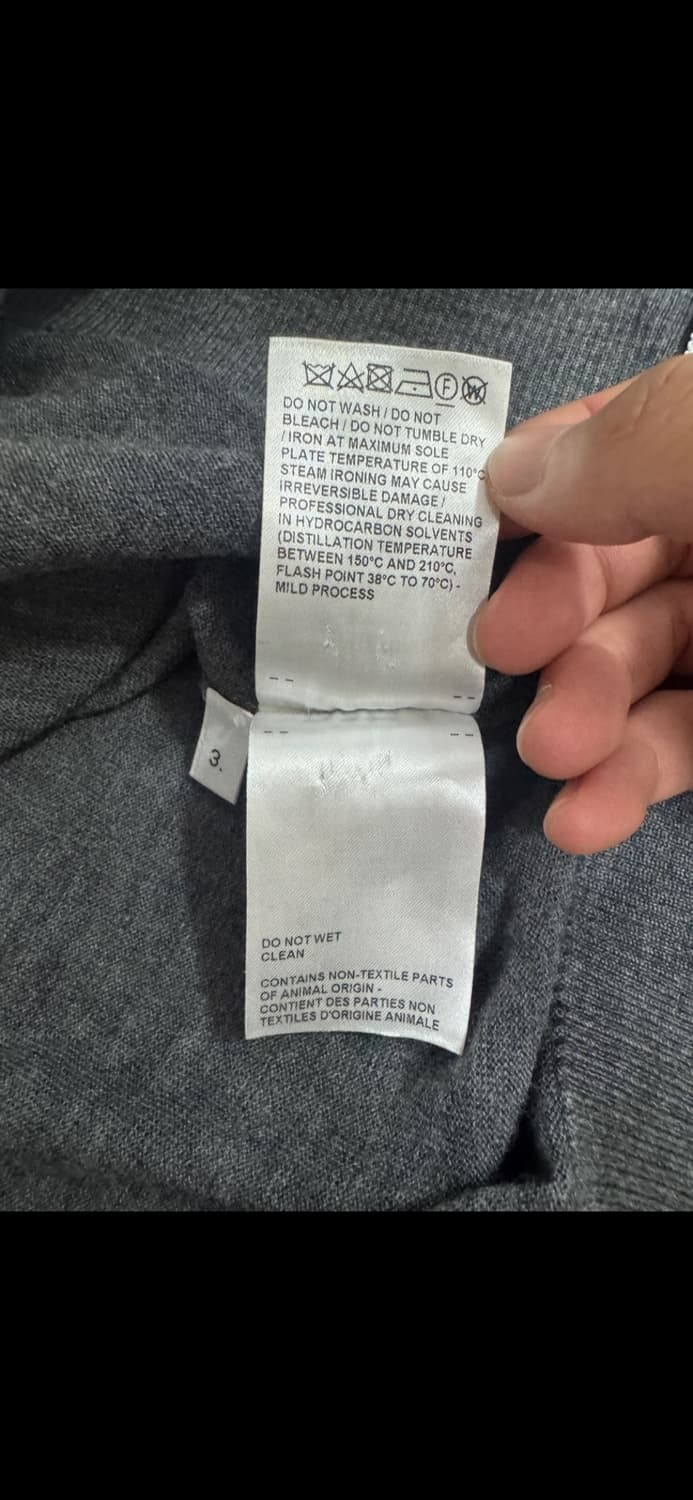 DO NOT WASH / DO NOT
BLEACH / DO NOT TUMBLE DRY
/ IRON AT MAXIMUM SOLE
PLATE TEMPERATURE OF 110°C
STEAM IRONING MAY CAUSE
IRREVERSIBLE DAMAGE /
PROFESSIONAL DRY CLEANING
IN HYDROCARBON SOLVENTS
(DISTILLATION TEMPERATURE
BETWEEN 150°C AND 210°C,
FLASH POINT 38°C TO 70°C) -
MILD PROCESS
3.
DO NOT WET
CLEAN
CONTAINS NON-TEXTILE PARTS
OF ANIMAL ORIGIN -
CONTIENT DES PARTIES NON
TEXTILES D'ORIGINE ANIMALE